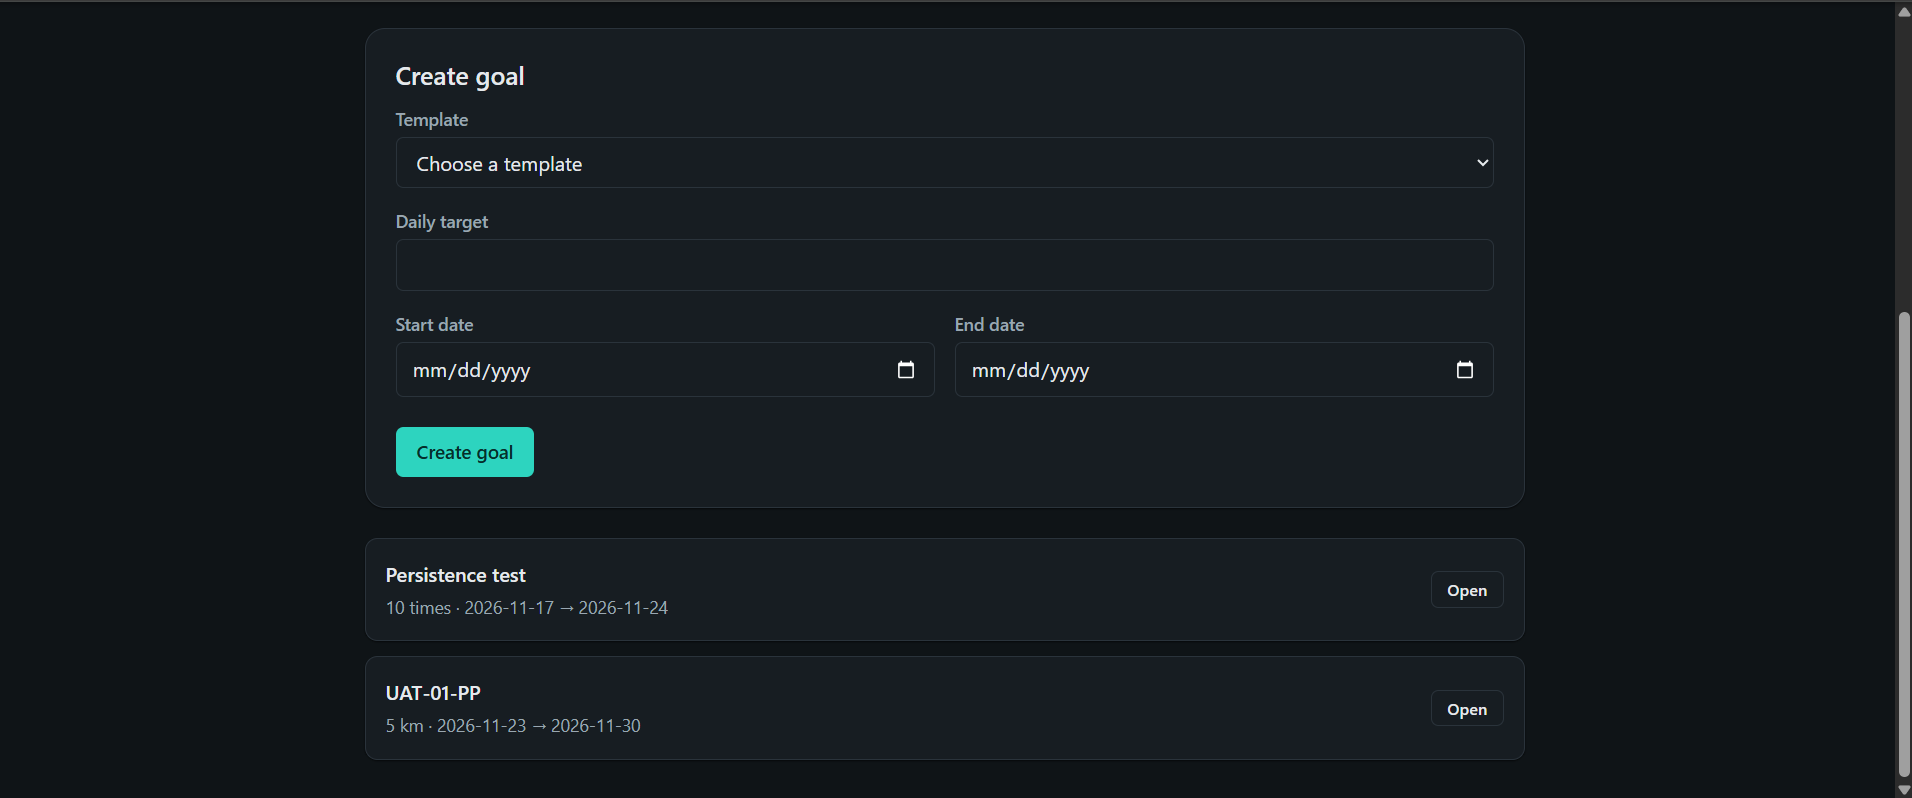 Create goal
Template
Choose a template
Daily target
Start date
End date
mm/dd/yyyy
mm/dd/yyyy
Create goal
Persistence test
10 times · 2026-11-17 → 2026-11-24
Open
UAT-01-PP
5 km · 2026-11-23 → 2026-11-30
Open